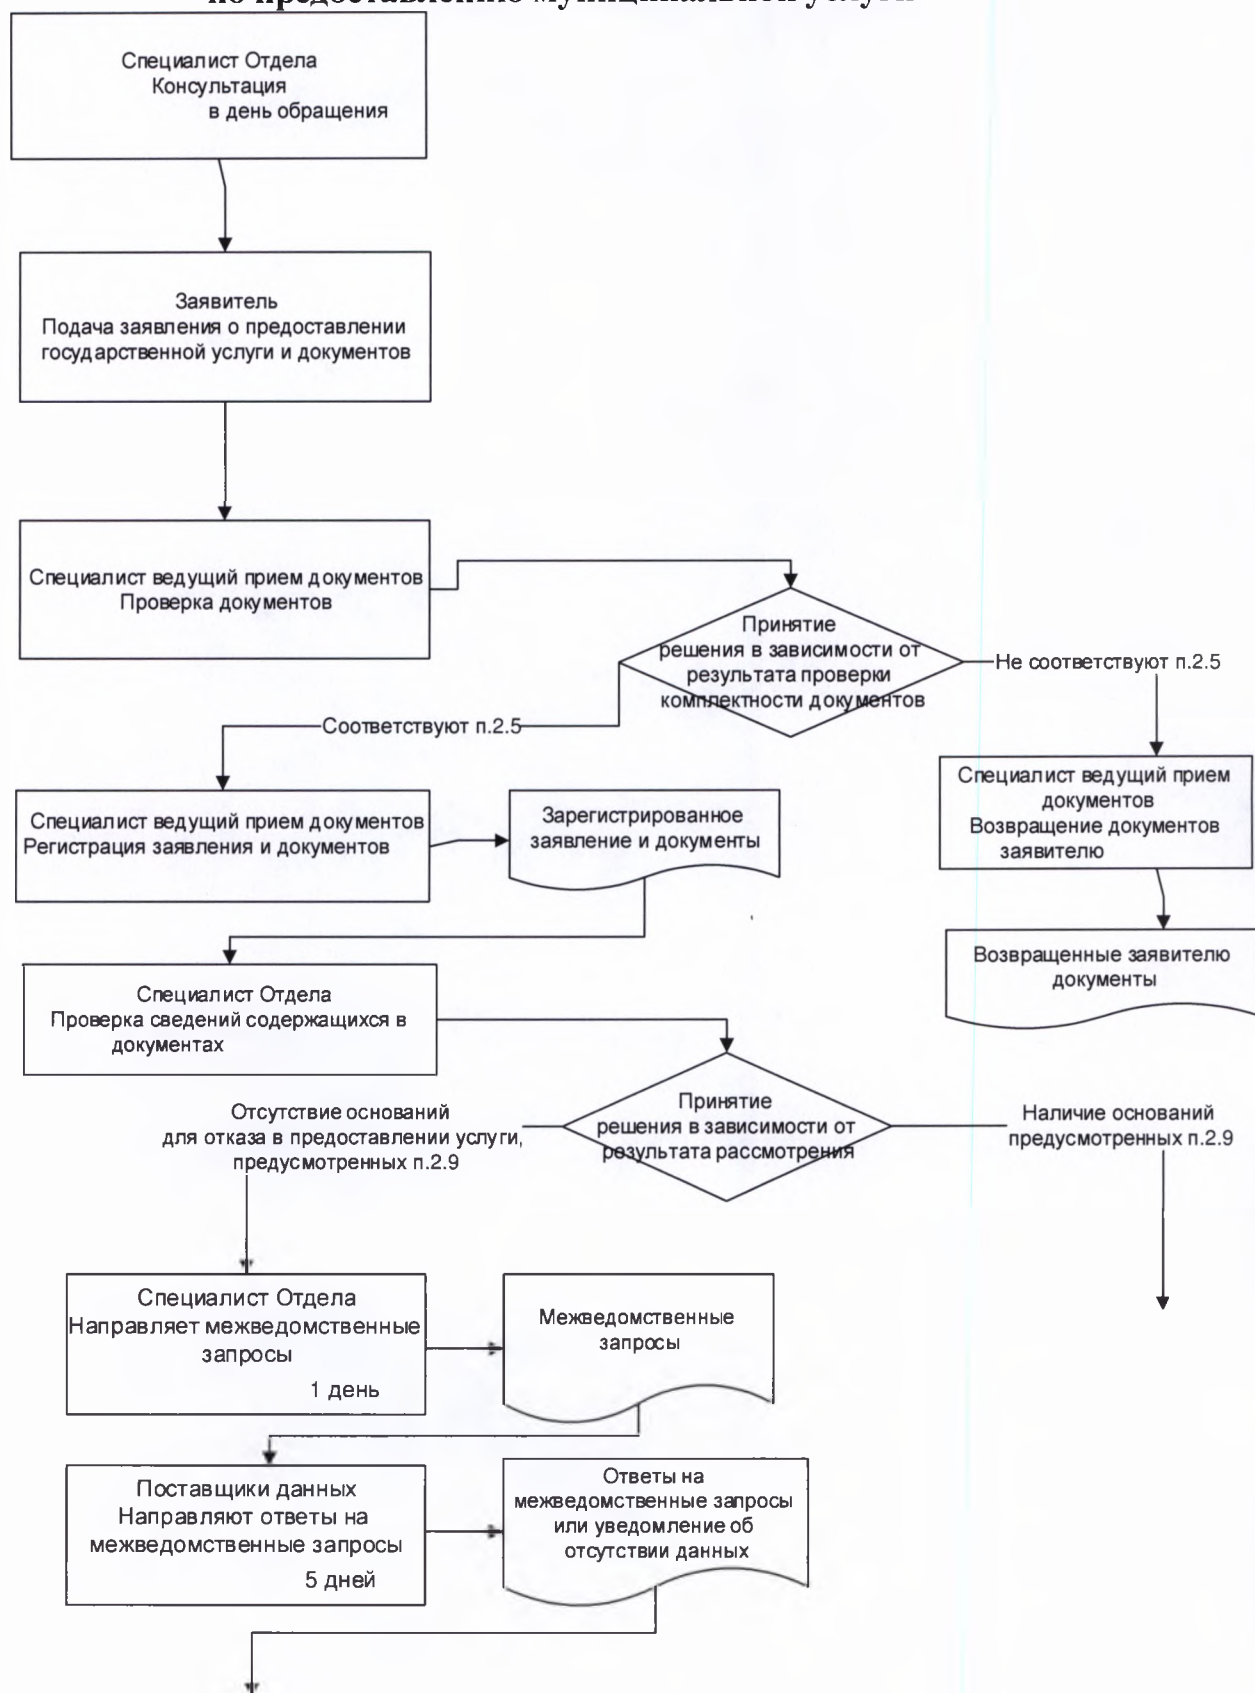 по предоставлению муниципальной услуги
Специалист Отдела
Консультация
в день обращения
Заявитель
Подача заявления о предоставлении
государственной услуги и документов
Специалист ведущий прием документов
Проверка документов
Принятие
решения в зависимости от
результата проверки
комплектности документов
Не соответствуют п.2.5
Соответствуют п.2.5
Специалист ведущий прием
документов
Возвращение документов
заявителю
Специалист ведущий прием документов
Регистрация заявления и документов
Зарегистрированное
заявление и документы
Возвращенные заявителю
документы
Специалист Отдела
Проверка сведений содержащихся в
документах
Принятие
решения в зависимости от
результата рассмотрения
Отсутствие оснований
для отказа в предоставлении услуги,
предусмотренных п.2.9
Наличие оснований
предусмотренных п.2.9
Специалист Отдела
Направляет межведомственные
запросы
1 день
Межведомственные
запросы
Поставщики данных
Направляют ответы на
межведомственные запросы
5 дней
Ответы на
межведомственные запросы
или уведомление об
отсутствии данных